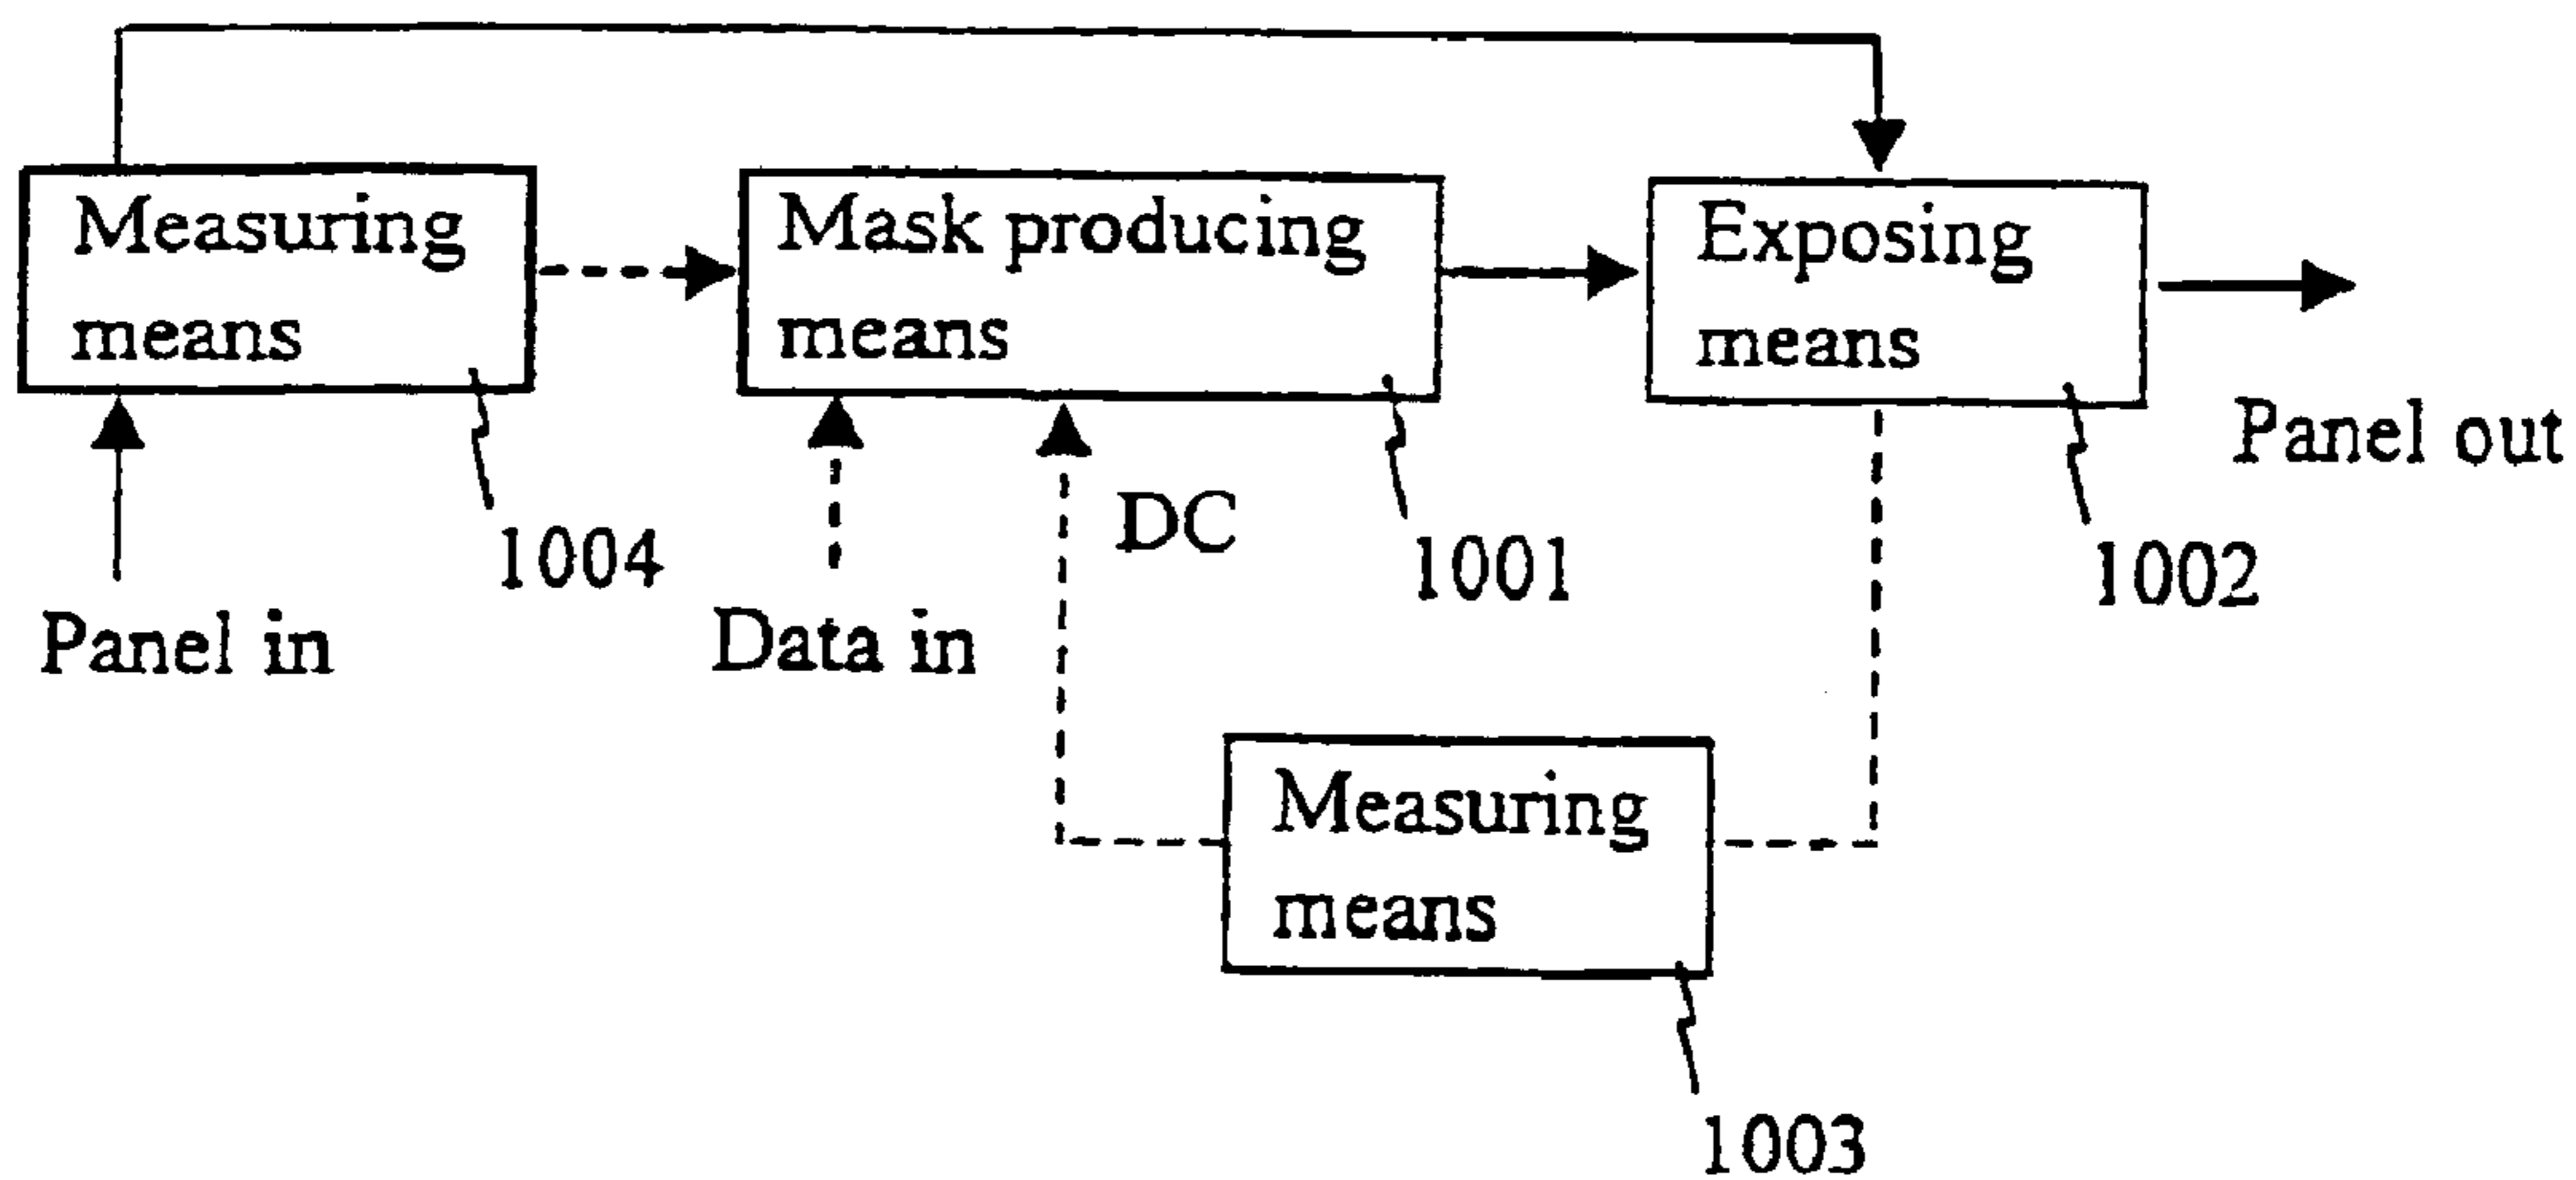 Measuring
means
Mask producing
means
Exposing
means
1004
1001
1002
Panel in
Data in
DC
Panel out
Measuring
means
1003